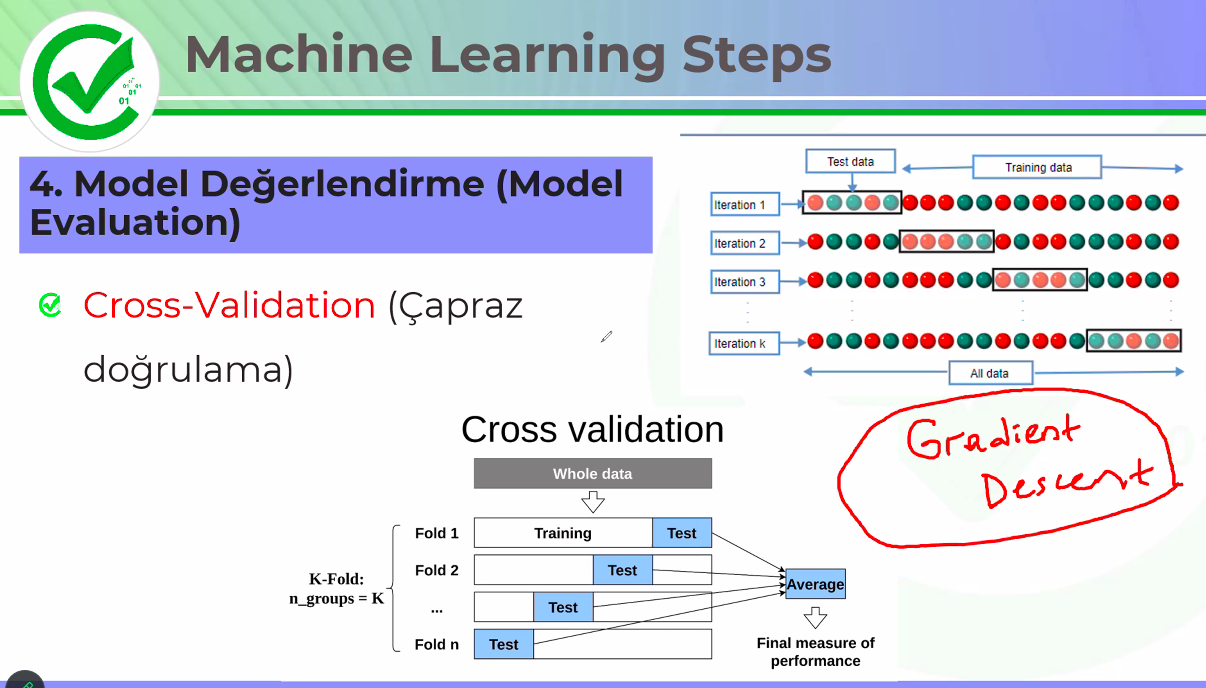 Machine Learning Steps
01 01
01
01
4. Model Değerlendirme (Model
Evaluation)
Cross-Validation (Çapraz
doğrulama)
Test data
Training data
Iteration 1
Iteration 2
Iteration 3
Iteration k
All data
Gradient
Descent
Cross validation
Whole data
Fold 1
Training
Test
Fold 2
Test
K-Fold:
n_groups = K
...
Test
Fold n
Test
Average
Final measure of
performance